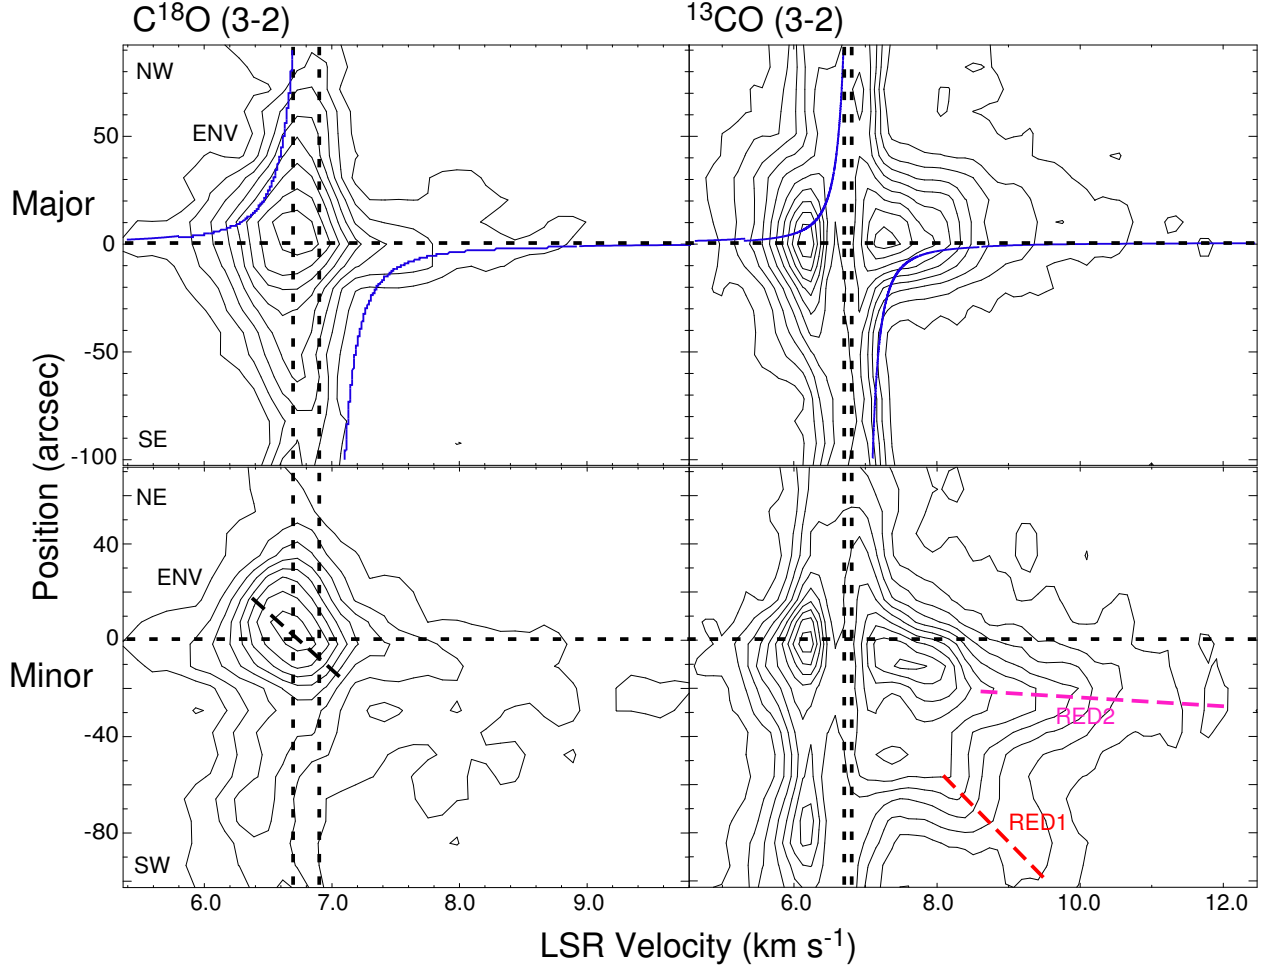 C¹⁸O (3-2)
¹³CO (3-2)
NW
ENV
50
Major
0
-50
SE
-100
Position (arcsec)
NE
40
ENV
0
Minor
-40
RED2
RED1
-80
SW
6.0 7.0 8.0 9.0
6.0 8.0 10.0 12.0
LSR Velocity (km s⁻¹)